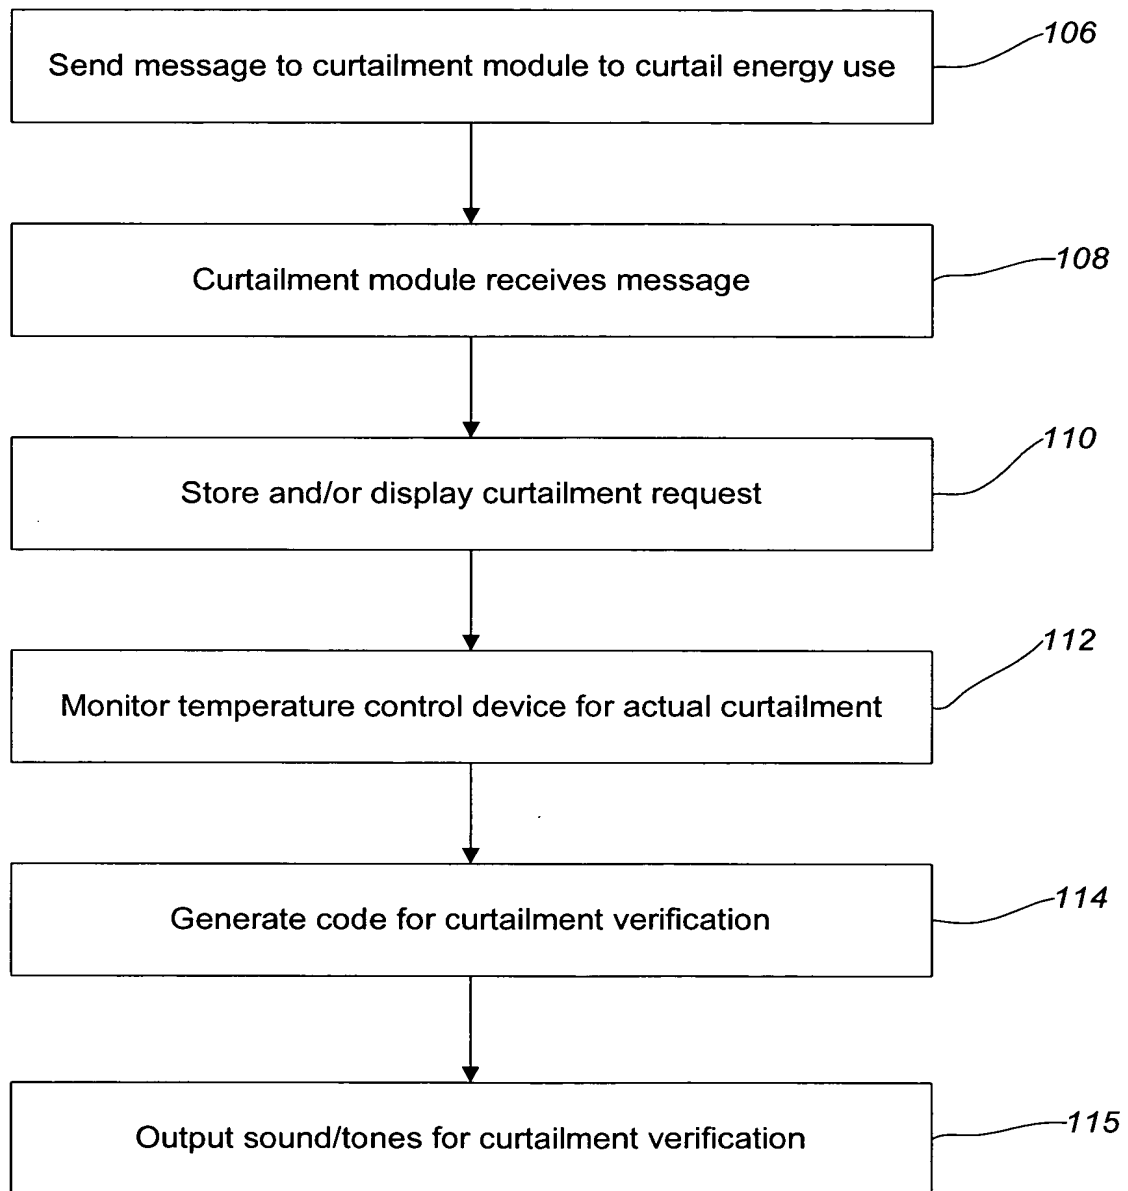 Send message to curtailment module to curtail energy use
106
Curtailment module receives message
108
Store and/or display curtailment request
110
Monitor temperature control device for actual curtailment
112
Generate code for curtailment verification
114
Output sound/tones for curtailment verification
115